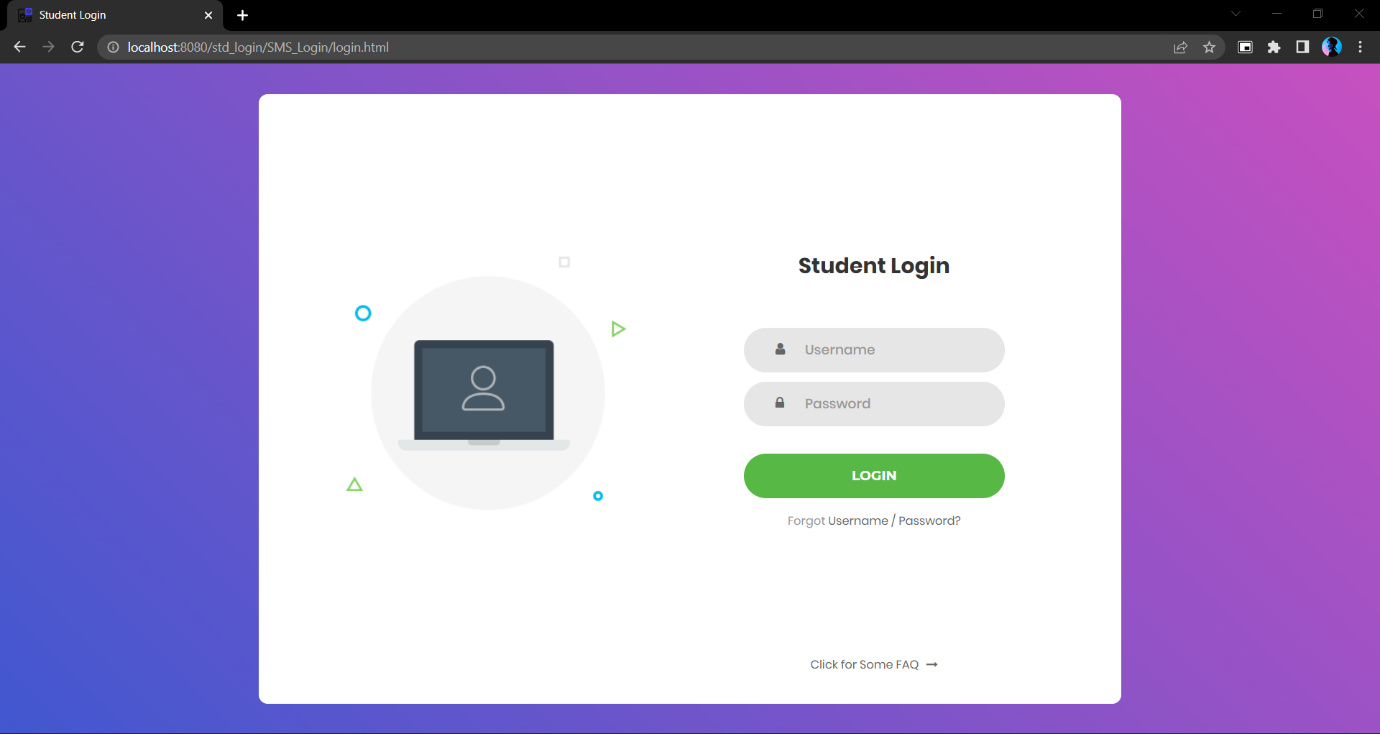 Student Login
localhost:8080/std_login/SMS_Login/login.html
Student Login
Username
Password
LOGIN
Forgot Username / Password?
Click for Some FAQ